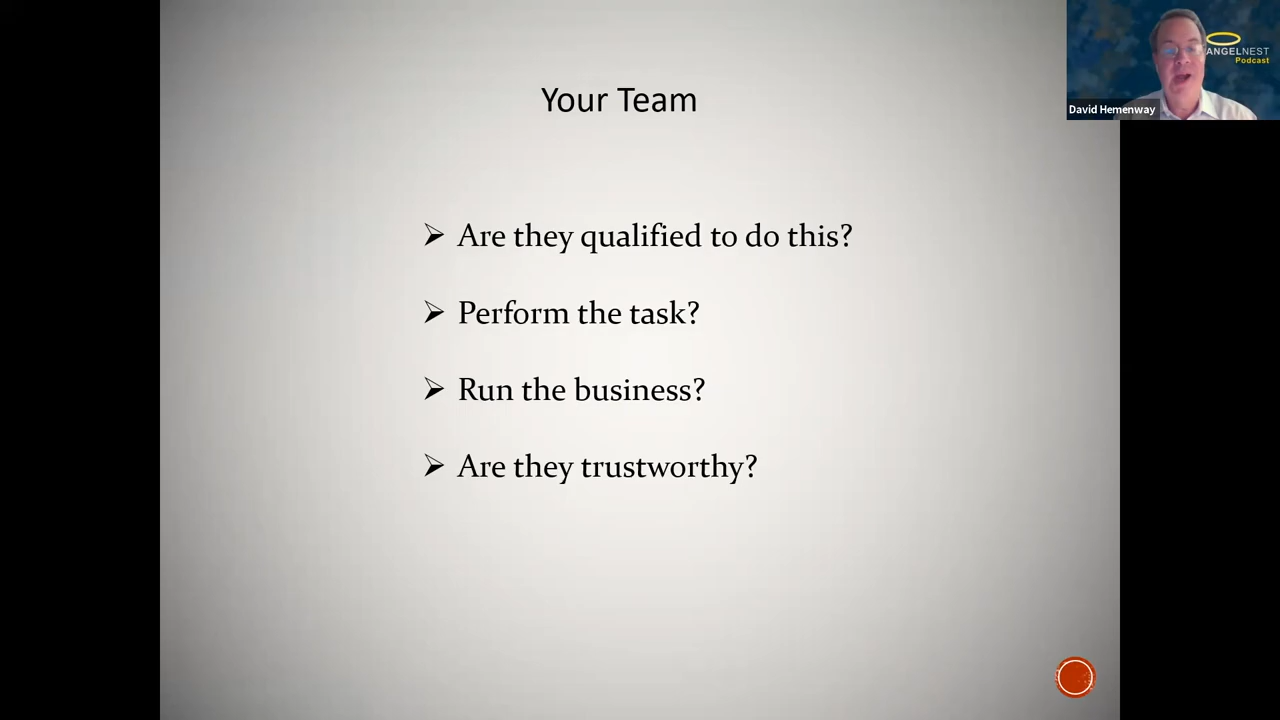 Your Team
Are they qualified to do this?
Perform the task?
Run the business?
Are they trustworthy?
ANGELNEST
Podcast
David Hemenway